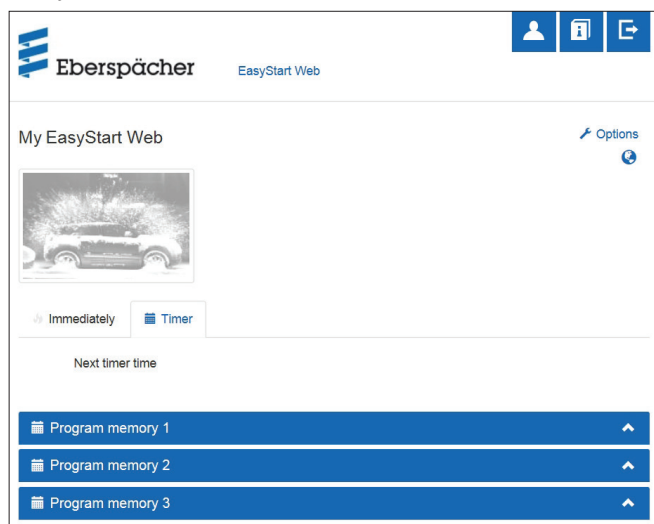 Eberspächer
EasyStart Web
My EasyStart Web
Options
Immediately
Timer
Next timer time
Program memory 1
Program memory 2
Program memory 3